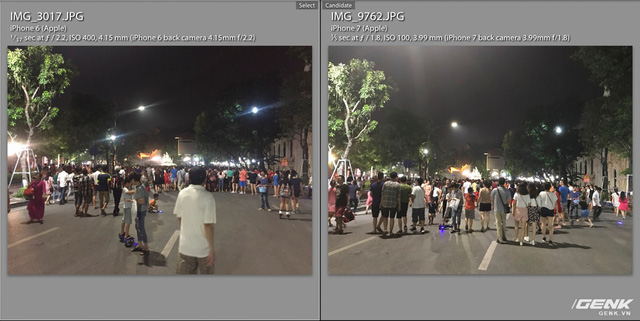 Select
IMG_3017.JPG
iPhone 6 (Apple)
1/17 sec at ƒ / 2.2, ISO 400, 4.15 mm (iPhone 6 back camera 4.15mm f/2.2)
Candidate
IMG_9762.JPG
iPhone 7 (Apple)
sec at ƒ / 1.8, ISO 100, 3.99 mm (iPhone 7 back camera 3.99mm f/1.8)
GENK
GENK.VN